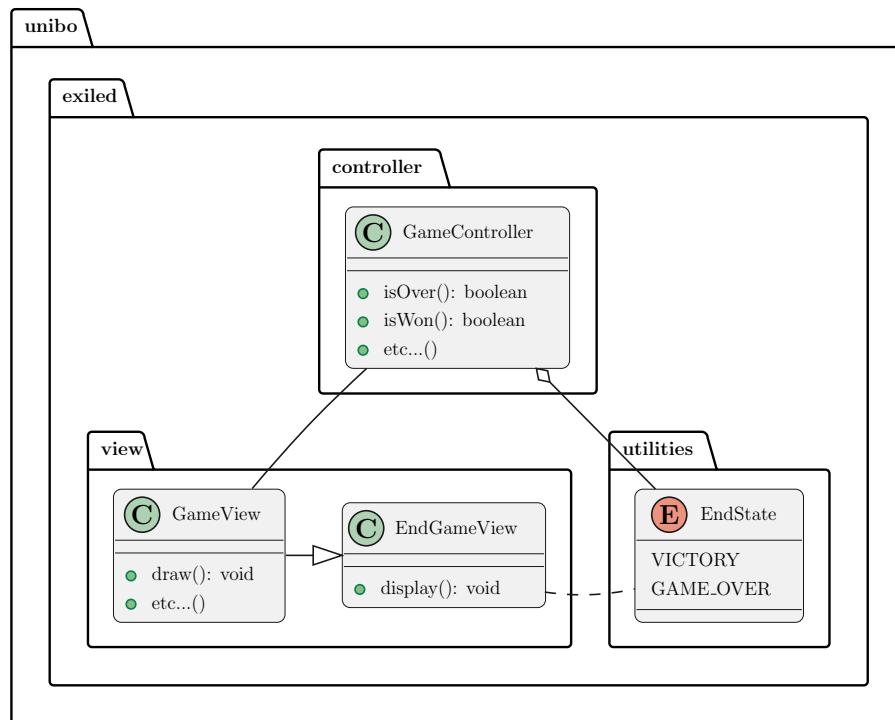 unibo
exiled
controller
C GameController
isOver(): boolean
isWon(): boolean
etc...()
view
C GameView
draw(): void
etc...()
C EndGameView
display(): void
utilities
E EndState
VICTORY
GAME_OVER